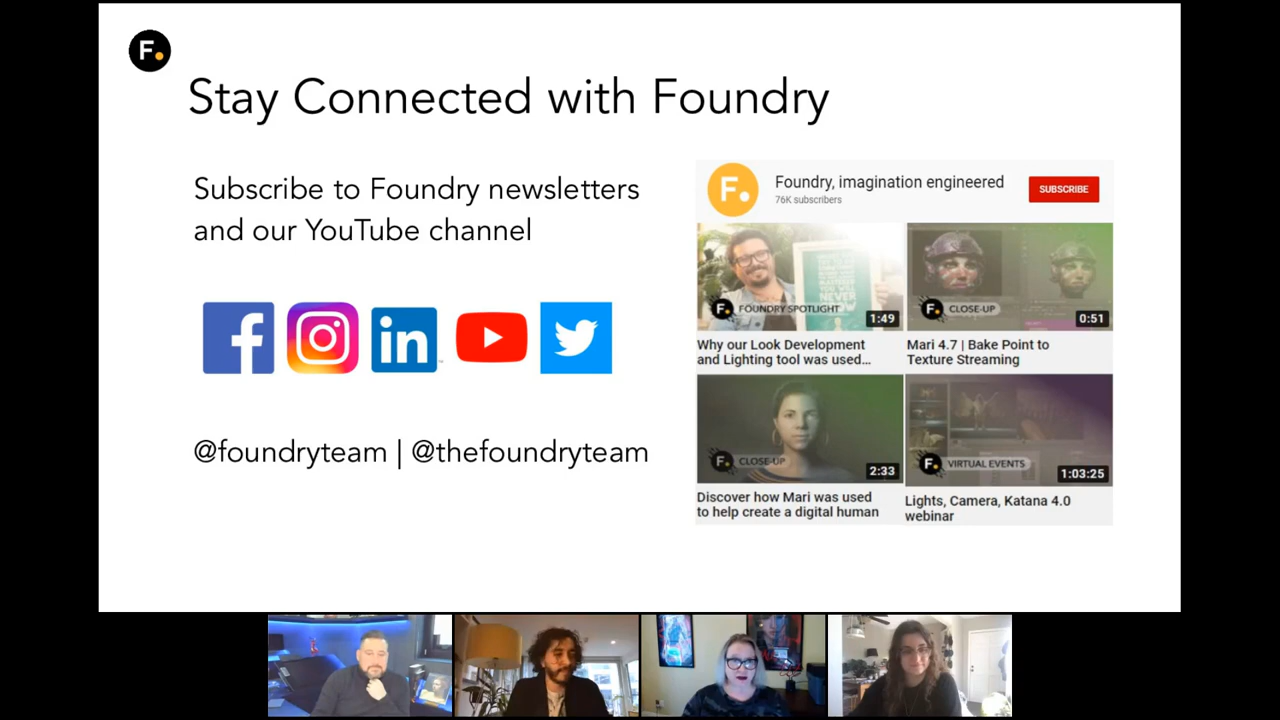 F.
Stay Connected with Foundry
Subscribe to Foundry newsletters
and our YouTube channel
f
in
@foundryteam | @thefoundryteam
F.
Foundry, imagination engineered
76K subscribers
SUBSCRIBE
F. FOUNDRY SPOTLIGHT
1:49
Why our Look Development
and Lighting tool was used...
F. CLOSE-UP
0:51
Mari 4.7 | Bake Point to
Texture Streaming
F. CLOSE-UP
2:33
Discover how Mari was used
to help create a digital human
F. VIRTUAL EVENTS
1:03:25
Lights, Camera, Katana 4.0
webinar